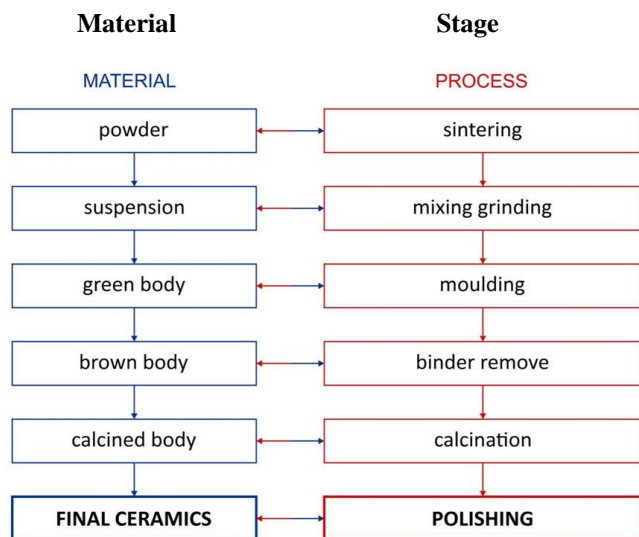 Material Stage
MATERIAL PROCESS
powder sintering
suspension mixing grinding
green body moulding
brown body binder remove
calcined body calcination
FINAL CERAMICS POLISHING